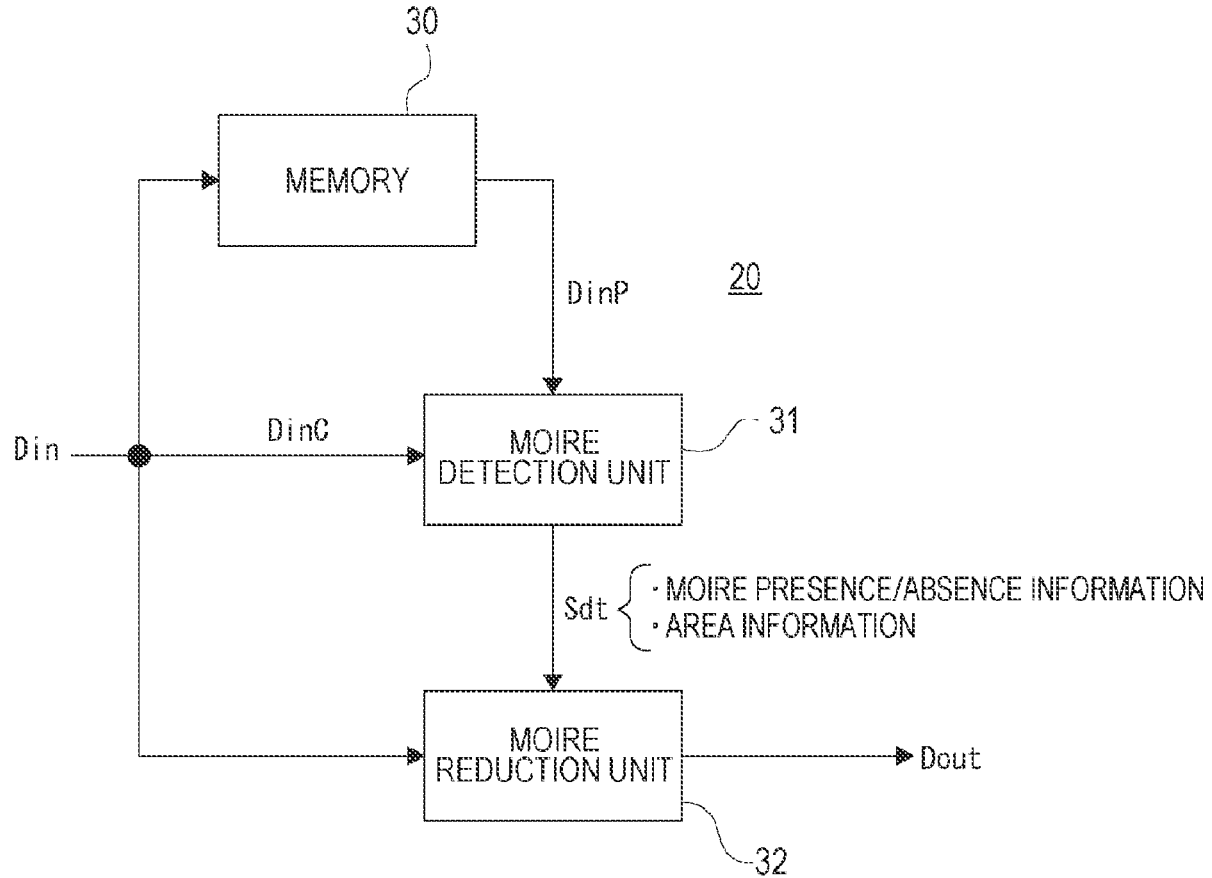 30
MEMORY
DinP
20
Din
DinC
MOIRE
DETECTION UNIT
31
Sdt
· MOIRE PRESENCE/ABSENCE INFORMATION
· AREA INFORMATION
MOIRE
REDUCTION UNIT
Dout
32